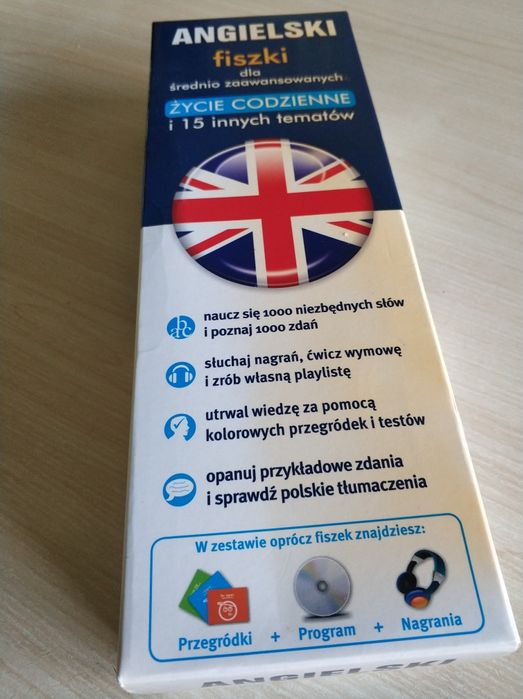 ANGIELSKI
fiszki
dla
średnio zaawansowanych
ŻYCIE CODZIENNE
i 15 innych tematów
abc
naucz się 1000 niezbędnych słów
i poznaj 1000 zdań
słuchaj nagrań, ćwicz wymowę
i zrób własną playlistę
utrwal wiedzę za pomocą
kolorowych przegródek i testów
opanuj przykładowe zdania
i sprawdź polskie tłumaczenia
W zestawie oprócz fiszek znajdziesz:
Przegródki + Program + Nagrania
ANGIELSKI